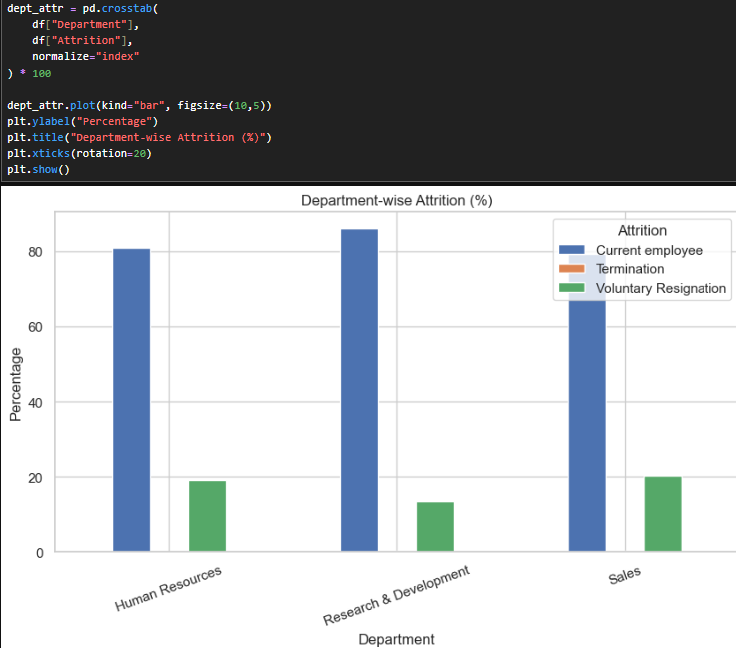 dept_attr = pd.crosstab(
    df["Department"],
    df["Attrition"],
    normalize="index"
) * 100
dept_attr.plot(kind="bar", figsize=(10,5))
plt.ylabel("Percentage")
plt.title("Department-wise Attrition (%)")
plt.xticks(rotation=20)
plt.show()
Department-wise Attrition (%)
Attrition
Current employee
Termination
Voluntary Resignation
80
60
40
20
0
Percentage
Human Resources
Research & Development
Sales
Department